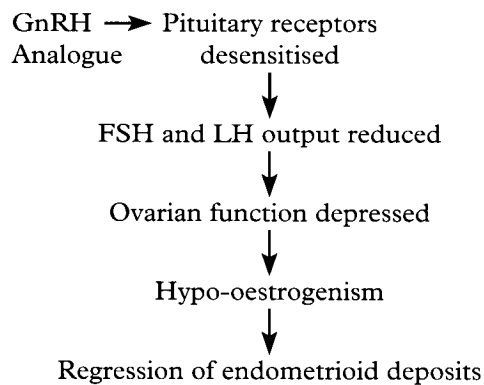 GnRH Pituitary receptors
Analogue desensitised
FSH and LH output reduced
Ovarian function depressed
Hypo-oestrogenism
Regression of endometrioid deposits